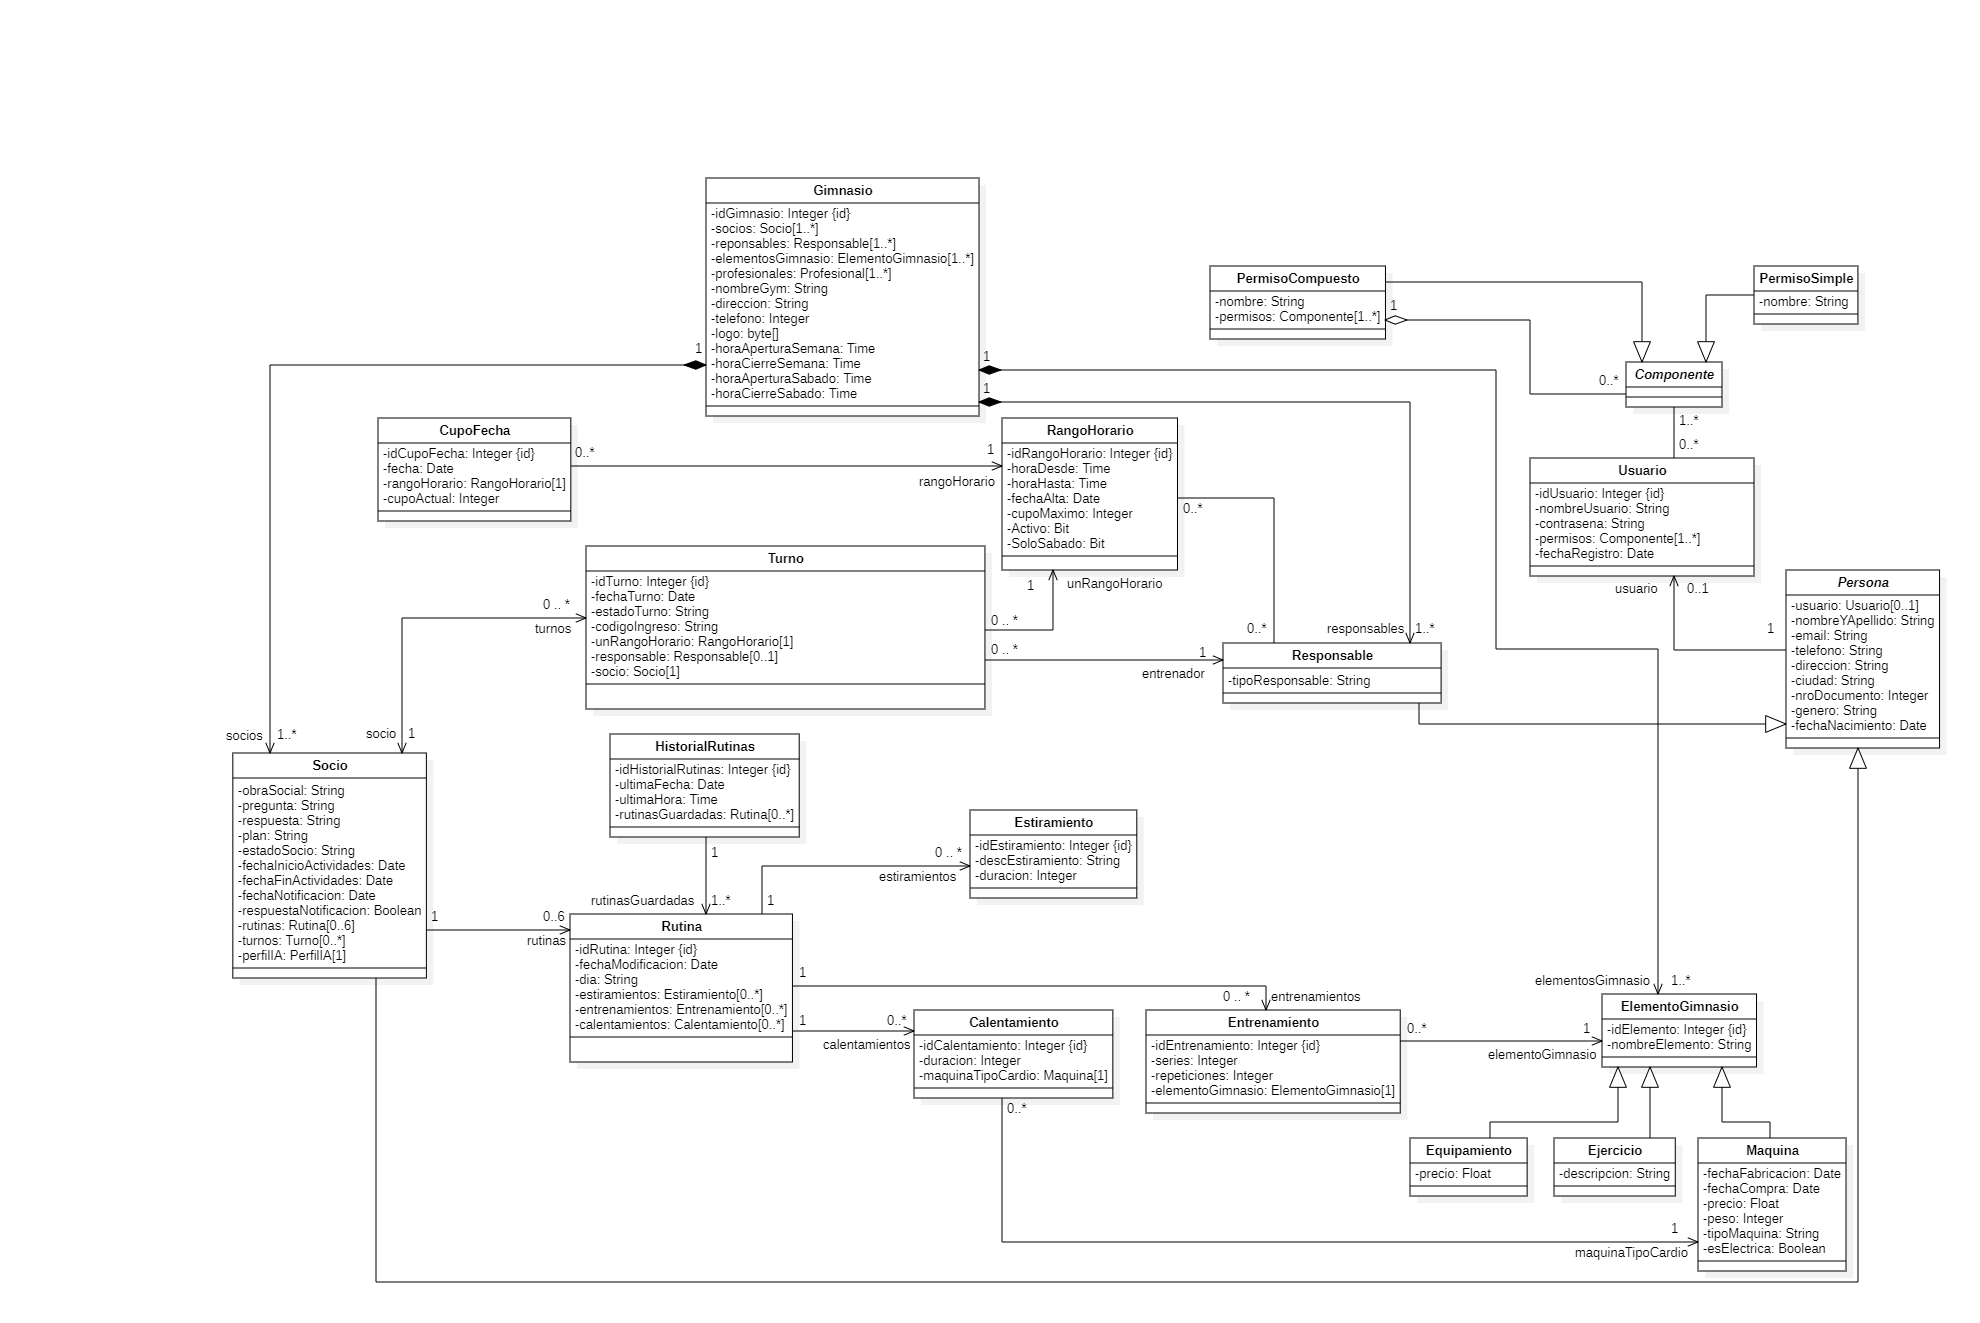 Gimnasio
-idGimnasio: Integer {id}
-socios: Socio[1..*]
-reponsables: Responsable[1..*]
-elementosGimnasio: ElementoGimnasio[1..*]
-profesionales: Profesional[1..*]
-nombreGym: String
-direccion: String
-telefono: Integer
-logo: byte[]
-horaAperturaSemana: Time
-horaCierreSemana: Time
-horaAperturaSabado: Time
-horaCierreSabado: Time
1
1
1
PermisoCompuesto
-nombre: String
-permisos: Componente[1..*]
1
PermisoSimple
-nombre: String
Componente
0..*
1..*
0..*
CupoFecha
-idCupoFecha: Integer {id}
-fecha: Date
-rangoHorario: RangoHorario[1]
-cupoActual: Integer
0..*
1
rangoHorario
RangoHorario
-idRangoHorario: Integer {id}
-horaDesde: Time
-horaHasta: Time
-fechaAlta: Date
-cupoMaximo: Integer
-Activo: Bit
-SoloSabado: Bit
0..*
1
unRangoHorario
Usuario
-idUsuario: Integer {id}
-nombreUsuario: String
-contrasena: String
-permisos: Componente[1..*]
-fechaRegistro: Date
usuario
0..1
Turno
-idTurno: Integer {id}
-fechaTurno: Date
-estadoTurno: String
-codigoIngreso: String
-unRangoHorario: RangoHorario[1]
-responsable: Responsable[0..1]
-socio: Socio[1]
0 .. *
turnos
0 .. *
0 .. *
1
entrenador
0..*
responsables
1..*
Responsable
-tipoResponsable: String
Persona
-usuario: Usuario[0..1]
-nombreYApellido: String
-email: String
-telefono: String
-direccion: String
-ciudad: String
-nroDocumento: Integer
-genero: String
-fechaNacimiento: Date
1
socios
1..*
socio
1
Socio
-obraSocial: String
-pregunta: String
-respuesta: String
-plan: String
-estadoSocio: String
-fechaInicioActividades: Date
-fechaFinActividades: Date
-fechaNotificacion: Date
-respuestaNotificacion: Boolean
-rutinas: Rutina[0..6]
-turnos: Turno[0..*]
-perfilIA: PerfilIA[1]
1
0..6
rutinas
HistorialRutinas
-idHistorialRutinas: Integer {id}
-ultimaFecha: Date
-ultimaHora: Time
-rutinasGuardadas: Rutina[0..*]
1
rutinasGuardadas
1..*
1
0 .. *
estiramientos
Estiramiento
-idEstiramiento: Integer {id}
-descEstiramiento: String
-duracion: Integer
Rutina
-idRutina: Integer {id}
-fechaModificacion: Date
-dia: String
-estiramientos: Estiramiento[0..*]
-entrenamientos: Entrenamiento[0..*]
-calentamientos: Calentamiento[0..*]
1
0 .. *
entrenamientos
1
0..*
calentamientos
Calentamiento
-idCalentamiento: Integer {id}
-duracion: Integer
-maquinaTipoCardio: Maquina[1]
0..*
Entrenamiento
-idEntrenamiento: Integer {id}
-series: Integer
-repeticiones: Integer
-elementoGimnasio: ElementoGimnasio[1]
0..*
1
elementoGimnasio
elementosGimnasio
1..*
ElementoGimnasio
-idElemento: Integer {id}
-nombreElemento: String
Equipamiento
-precio: Float
Ejercicio
-descripcion: String
Maquina
-fechaFabricacion: Date
-fechaCompra: Date
-precio: Float
-peso: Integer
-tipoMaquina: String
-esElectrica: Boolean
1
maquinaTipoCardio